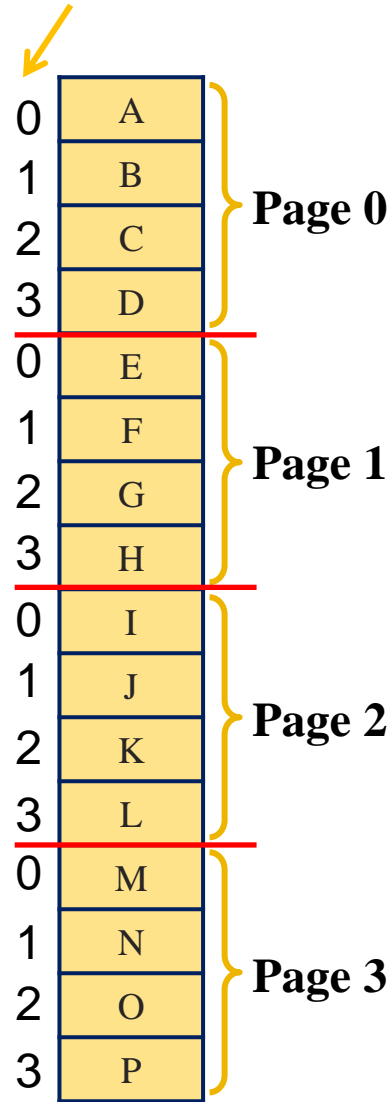 0 A
1 B
2 C
3 D
Page 0
0 E
1 F
2 G
3 H
Page 1
0 I
1 J
2 K
3 L
Page 2
0 M
1 N
2 O
3 P
Page 3